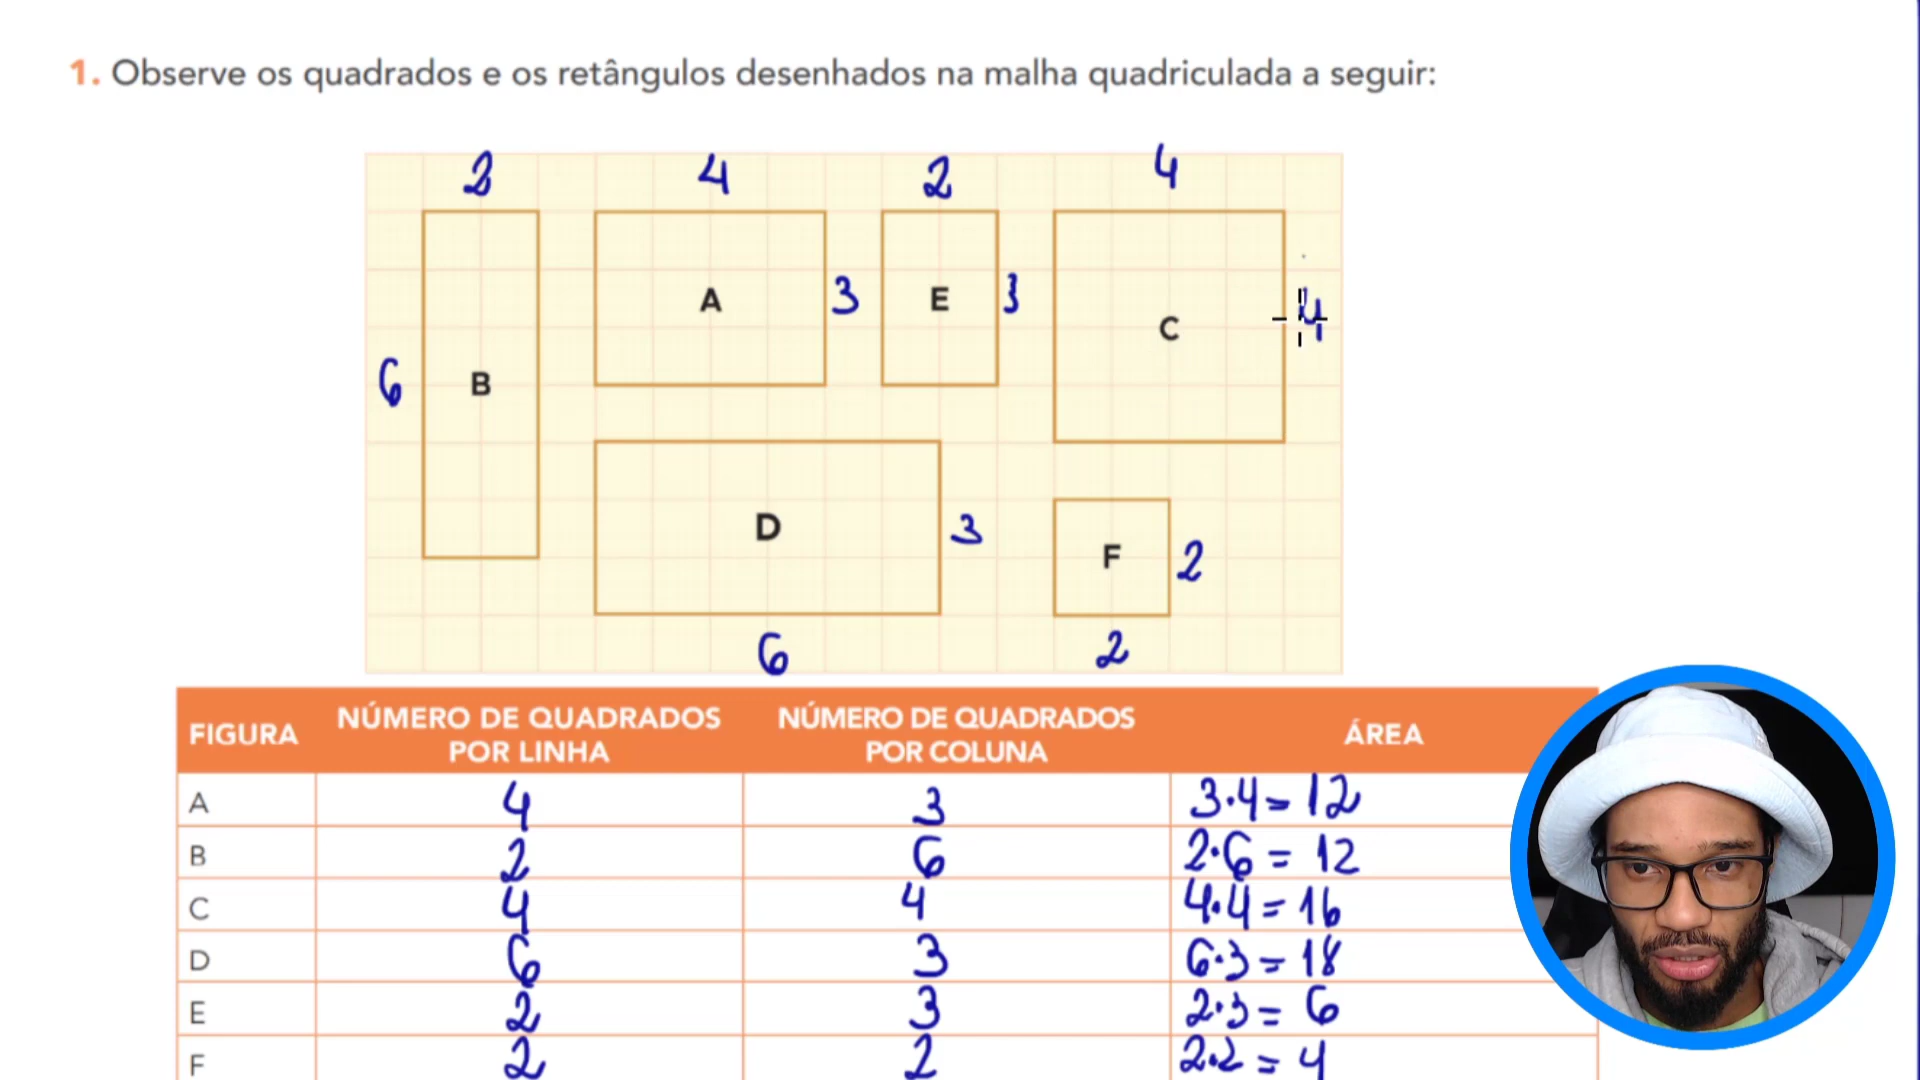 1. Observe os quadrados e os retângulos desenhados na malha quadriculada a seguir:
2 4 2 4
A 3 E 3
C 4
6 B
D 3
F 2
6 2
FIGURA NÚMERO DE QUADRADOS POR LINHA NÚMERO DE QUADRADOS POR COLUNA ÁREA
A 4 3 3·4=12
B 2 6 2·6=12
C 4 4 4·4=16
D 6 3 6·3=18
E 2 3 2·3=6
F 2 2 2·2=4